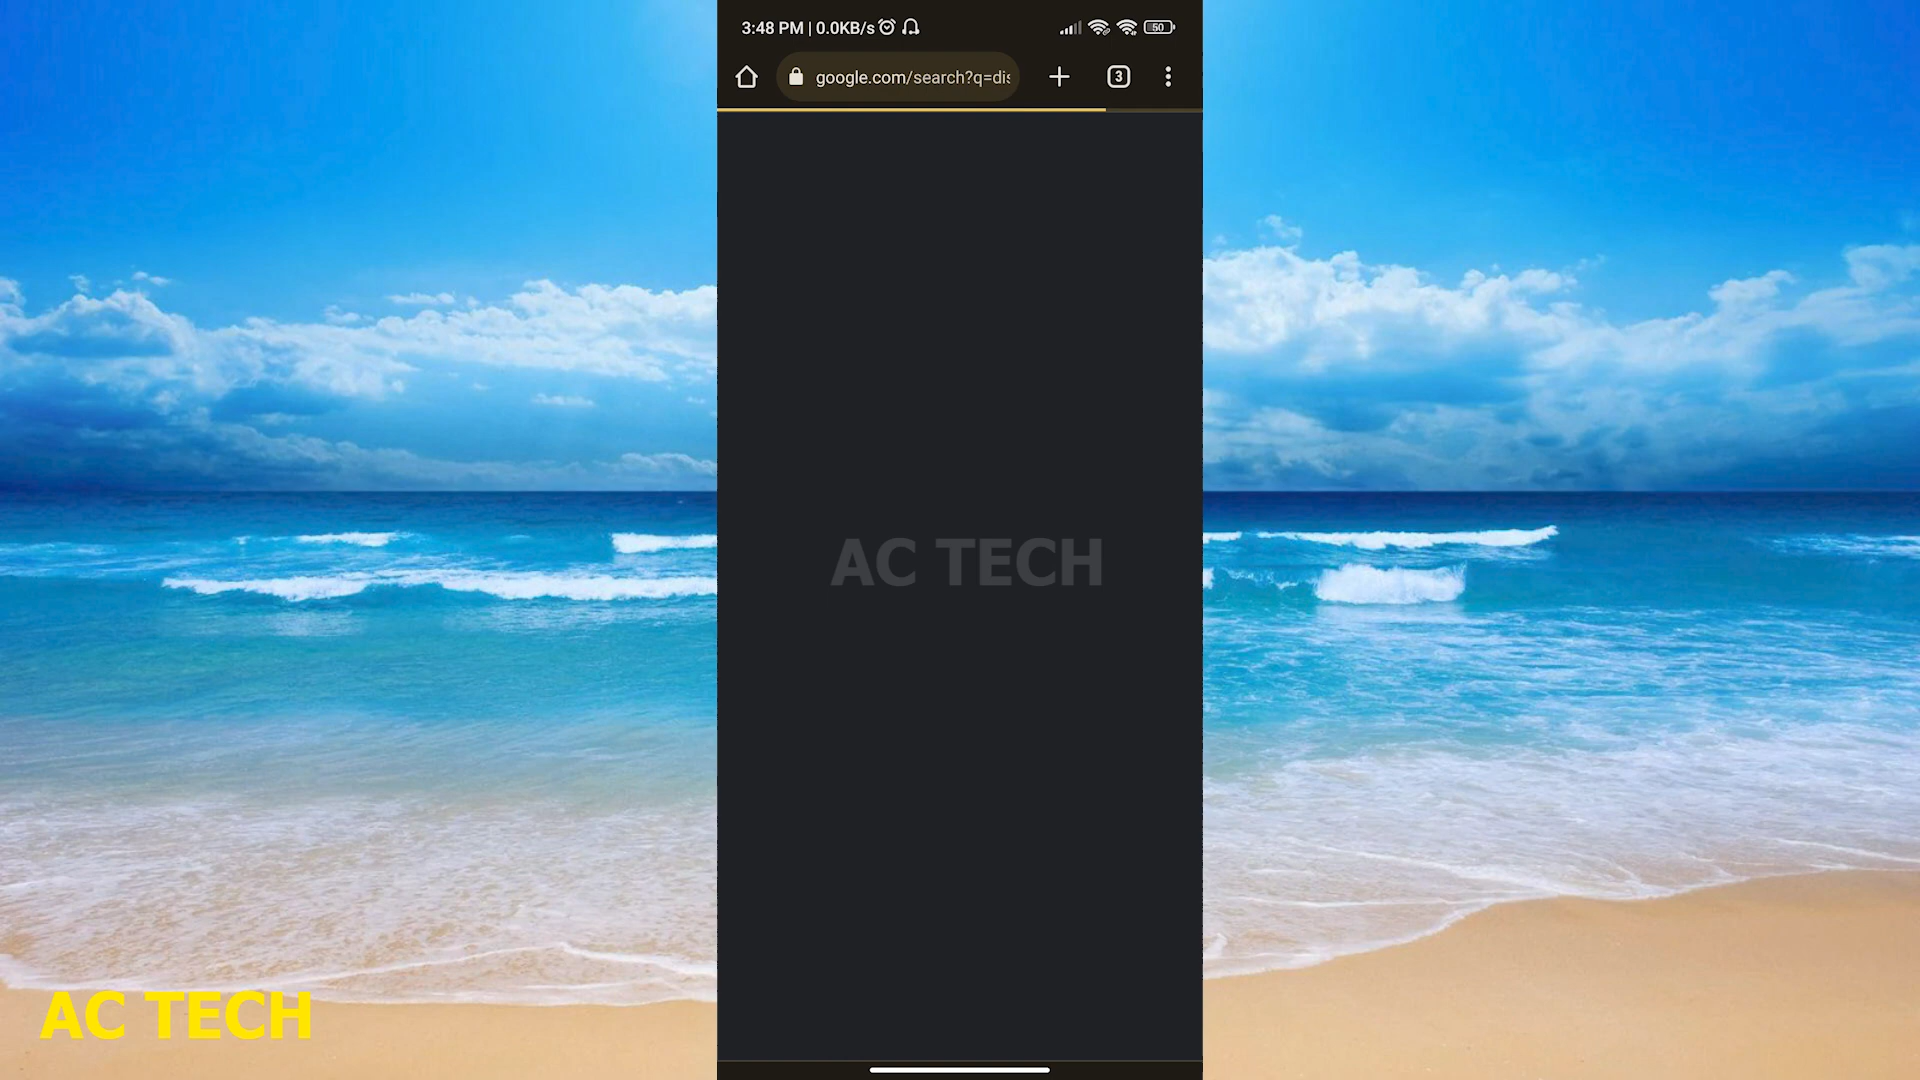 3:48 PM | 0.0KB/s 50
google.com/search?q=dis
3
AC TECH
AC TECH